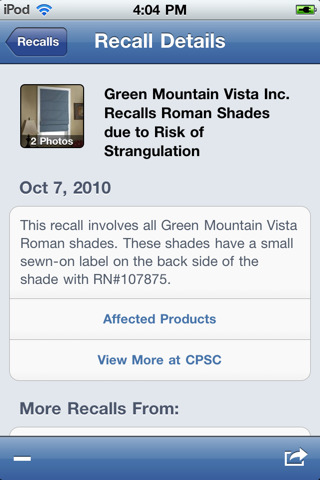 iPod 4:04 PM
Recalls Recall Details
Green Mountain Vista Inc.
Recalls Roman Shades
due to Risk of
Strangulation
2 Photos
Oct 7, 2010
This recall involves all Green Mountain Vista
Roman shades. These shades have a small
sewn-on label on the back side of the
shade with RN#107875.
Affected Products
View More at CPSC
More Recalls From: